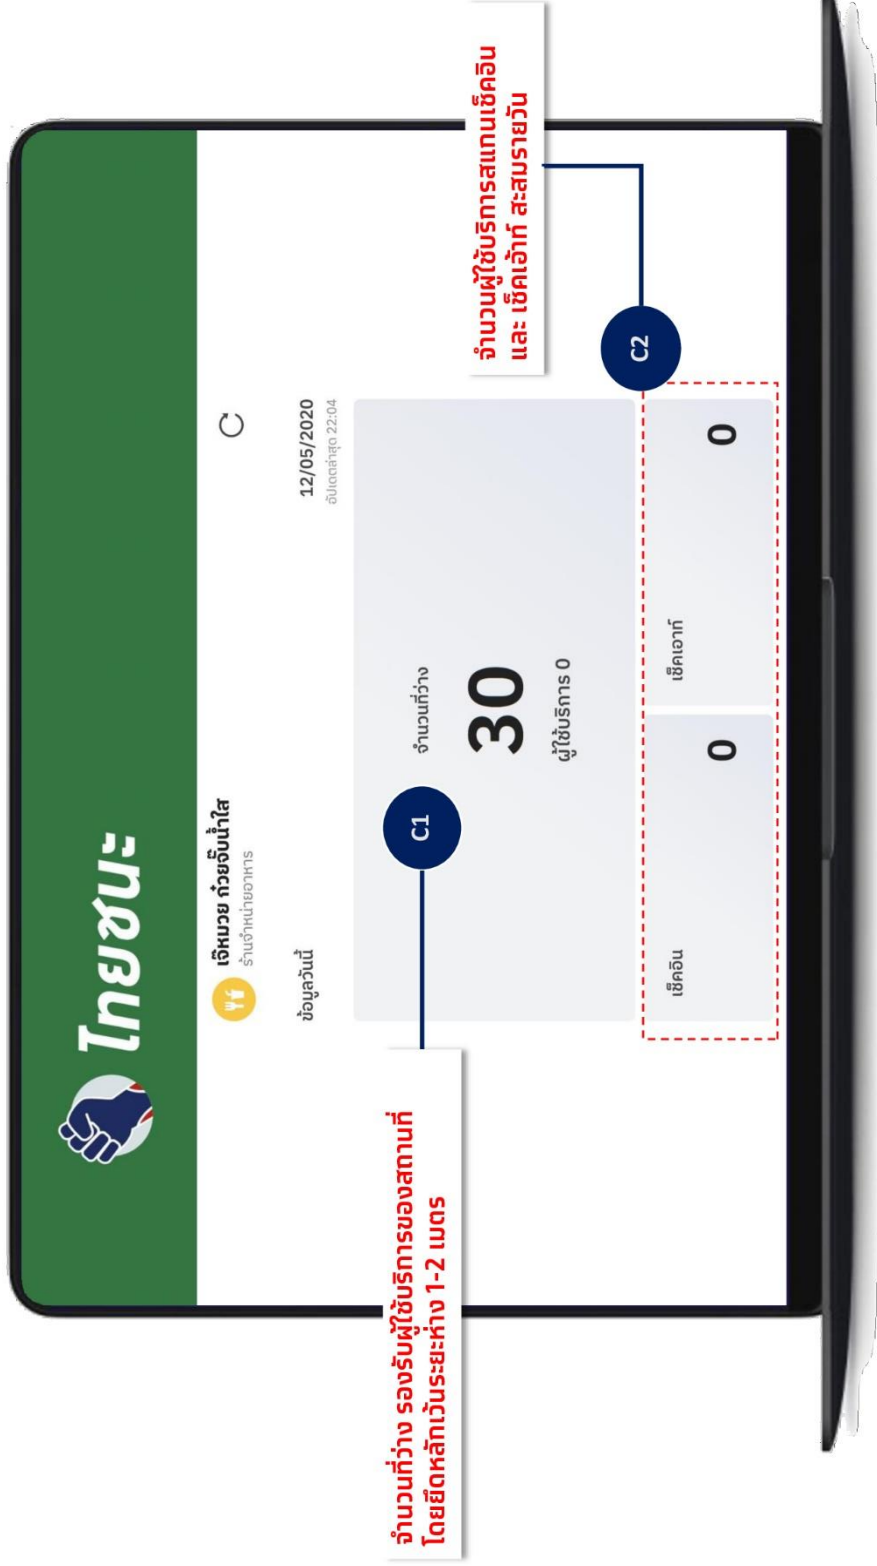 ไทยชนะ
เจ๊หมวย ก๋วยจั๊บน้ำใส
ร้านจำหน่ายอาหาร
ข้อมูลวันนี้
12/05/2020
อัปเดตล่าสุด 22:04
C1
จำนวนที่ว่าง
30
ผู้ใช้บริการ 0
จำนวนที่ว่าง รองรับผู้ใช้บริการของสถานที่
โดยยึดหลักเว้นระยะห่าง 1-2 เมตร
จำนวนผู้ใช้บริการสแกนเช็คอิน
และ เช็คเอ้าท์ สะสมรายวัน
C2
เช็คอิน
0
เช็คเอาท์
0